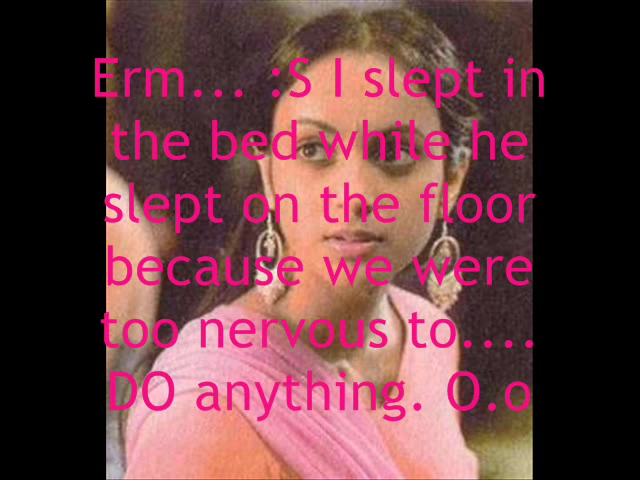 Erm... :S I slept in
the bed while he
slept on the floor
because we were
too nervous to....
DO anything. O.o